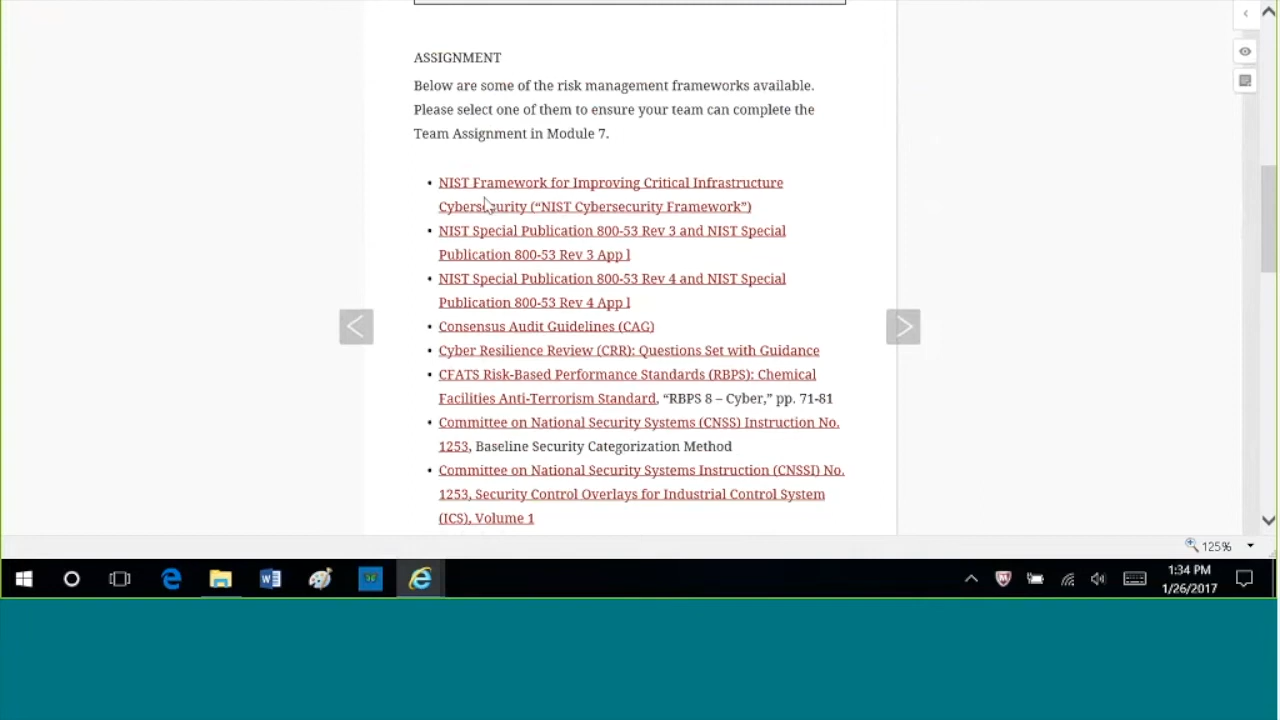 ASSIGNMENT
Below are some of the risk management frameworks available.
Please select one of them to ensure your team can complete the
Team Assignment in Module 7.
• NIST Framework for Improving Critical Infrastructure
Cybersecurity (“NIST Cybersecurity Framework”)
• NIST Special Publication 800-53 Rev 3 and NIST Special
Publication 800-53 Rev 3 App l
• NIST Special Publication 800-53 Rev 4 and NIST Special
Publication 800-53 Rev 4 App l
• Consensus Audit Guidelines (CAG)
• Cyber Resilience Review (CRR): Questions Set with Guidance
• CFATS Risk-Based Performance Standards (RBPS): Chemical
Facilities Anti-Terrorism Standard, “RBPS 8 – Cyber,” pp. 71-81
• Committee on National Security Systems (CNSS) Instruction No.
1253, Baseline Security Categorization Method
• Committee on National Security Systems Instruction (CNSSI) No.
1253, Security Control Overlays for Industrial Control System
(ICS), Volume 1
125%
1:34 PM
1/26/2017